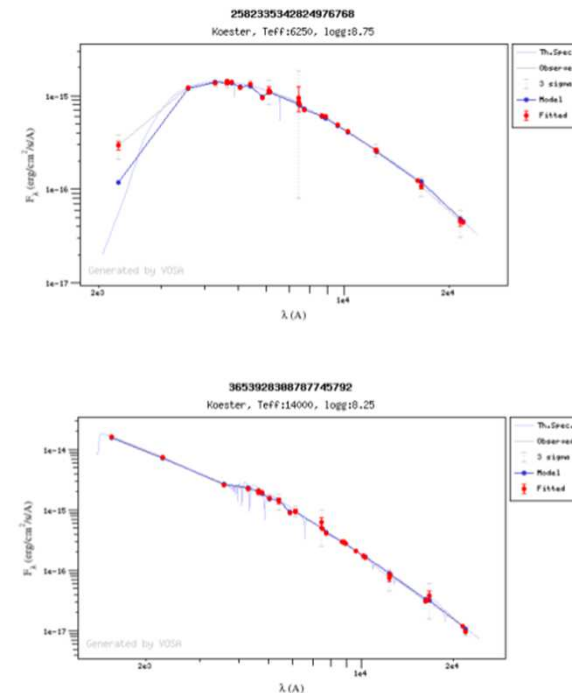 2582335342824976768
Koester, Teff:6250, logg:8.75
Th.Spec.
Observe
3 sigma
Model
Fitted
1e-15
1e-16
1e-17
Fλ (erg/cm²/s/A)
Generated by VOSA
2e3
1e4
2e4
λ (A)
3653928308787745792
Koester, Teff:14000, logg:8.25
Th.Spec.
Observe
3 sigma
Model
Fitted
1e-14
1e-15
1e-16
1e-17
Fλ (erg/cm²/s/A)
Generated by VOSA
2e3
1e4
2e4
λ (A)